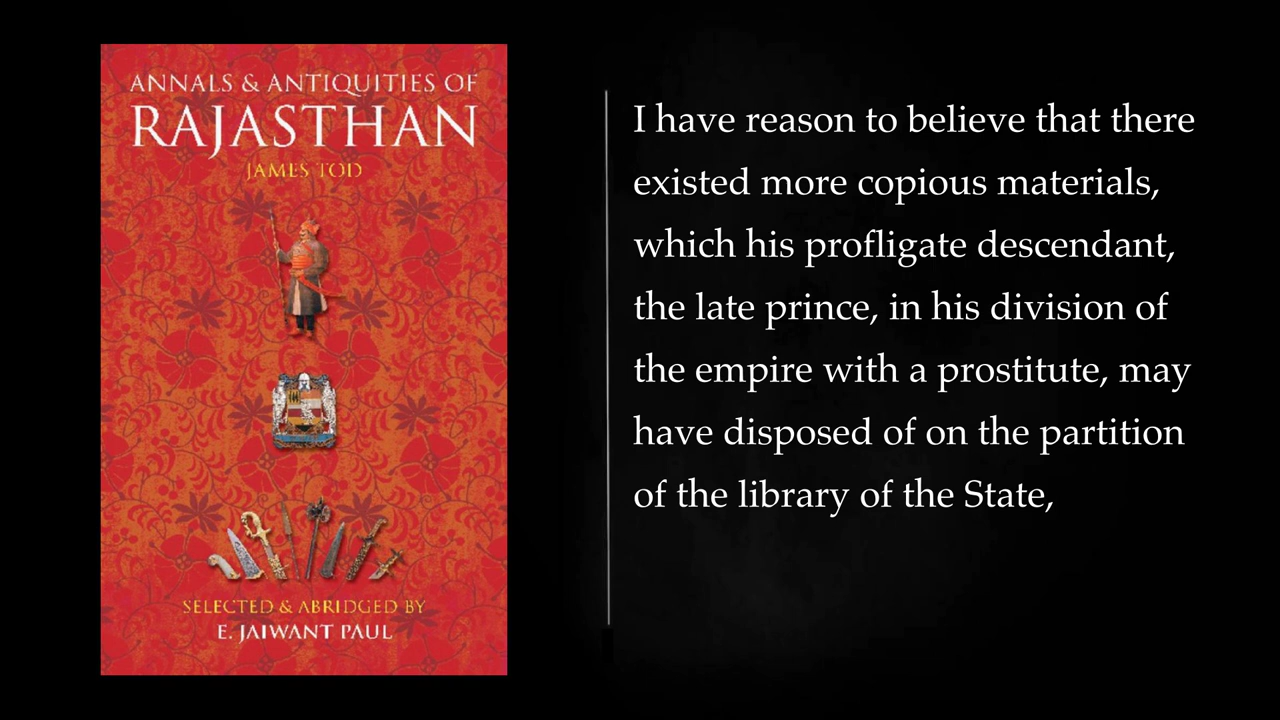 ANNALS & ANTIQUITIES OF
RAJASTHAN
JAMES TOD
SELECTED & ABRIDGED BY
E. JAIWANT PAUL
I have reason to believe that there
existed more copious materials,
which his profligate descendant,
the late prince, in his division of
the empire with a prostitute, may
have disposed of on the partition
of the library of the State,